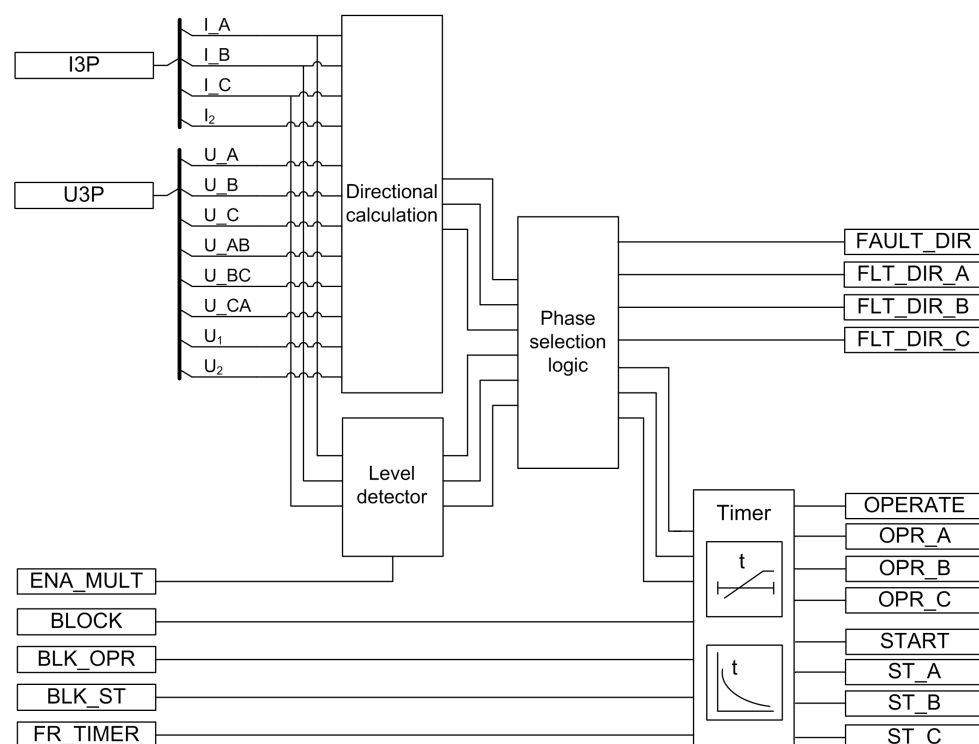 I3P
I_A
I_B
I_C
I₂
U3P
U_A
U_B
U_C
U_AB
U_BC
U_CA
U₁
U₂
Directional
calculation
Level
detector
Phase
selection
logic
FAULT_DIR
FLT_DIR_A
FLT_DIR_B
FLT_DIR_C
Timer
t
t
ENA_MULT
BLOCK
BLK_OPR
BLK_ST
FR_TIMER
OPERATE
OPR_A
OPR_B
OPR_C
START
ST_A
ST_B
ST_C